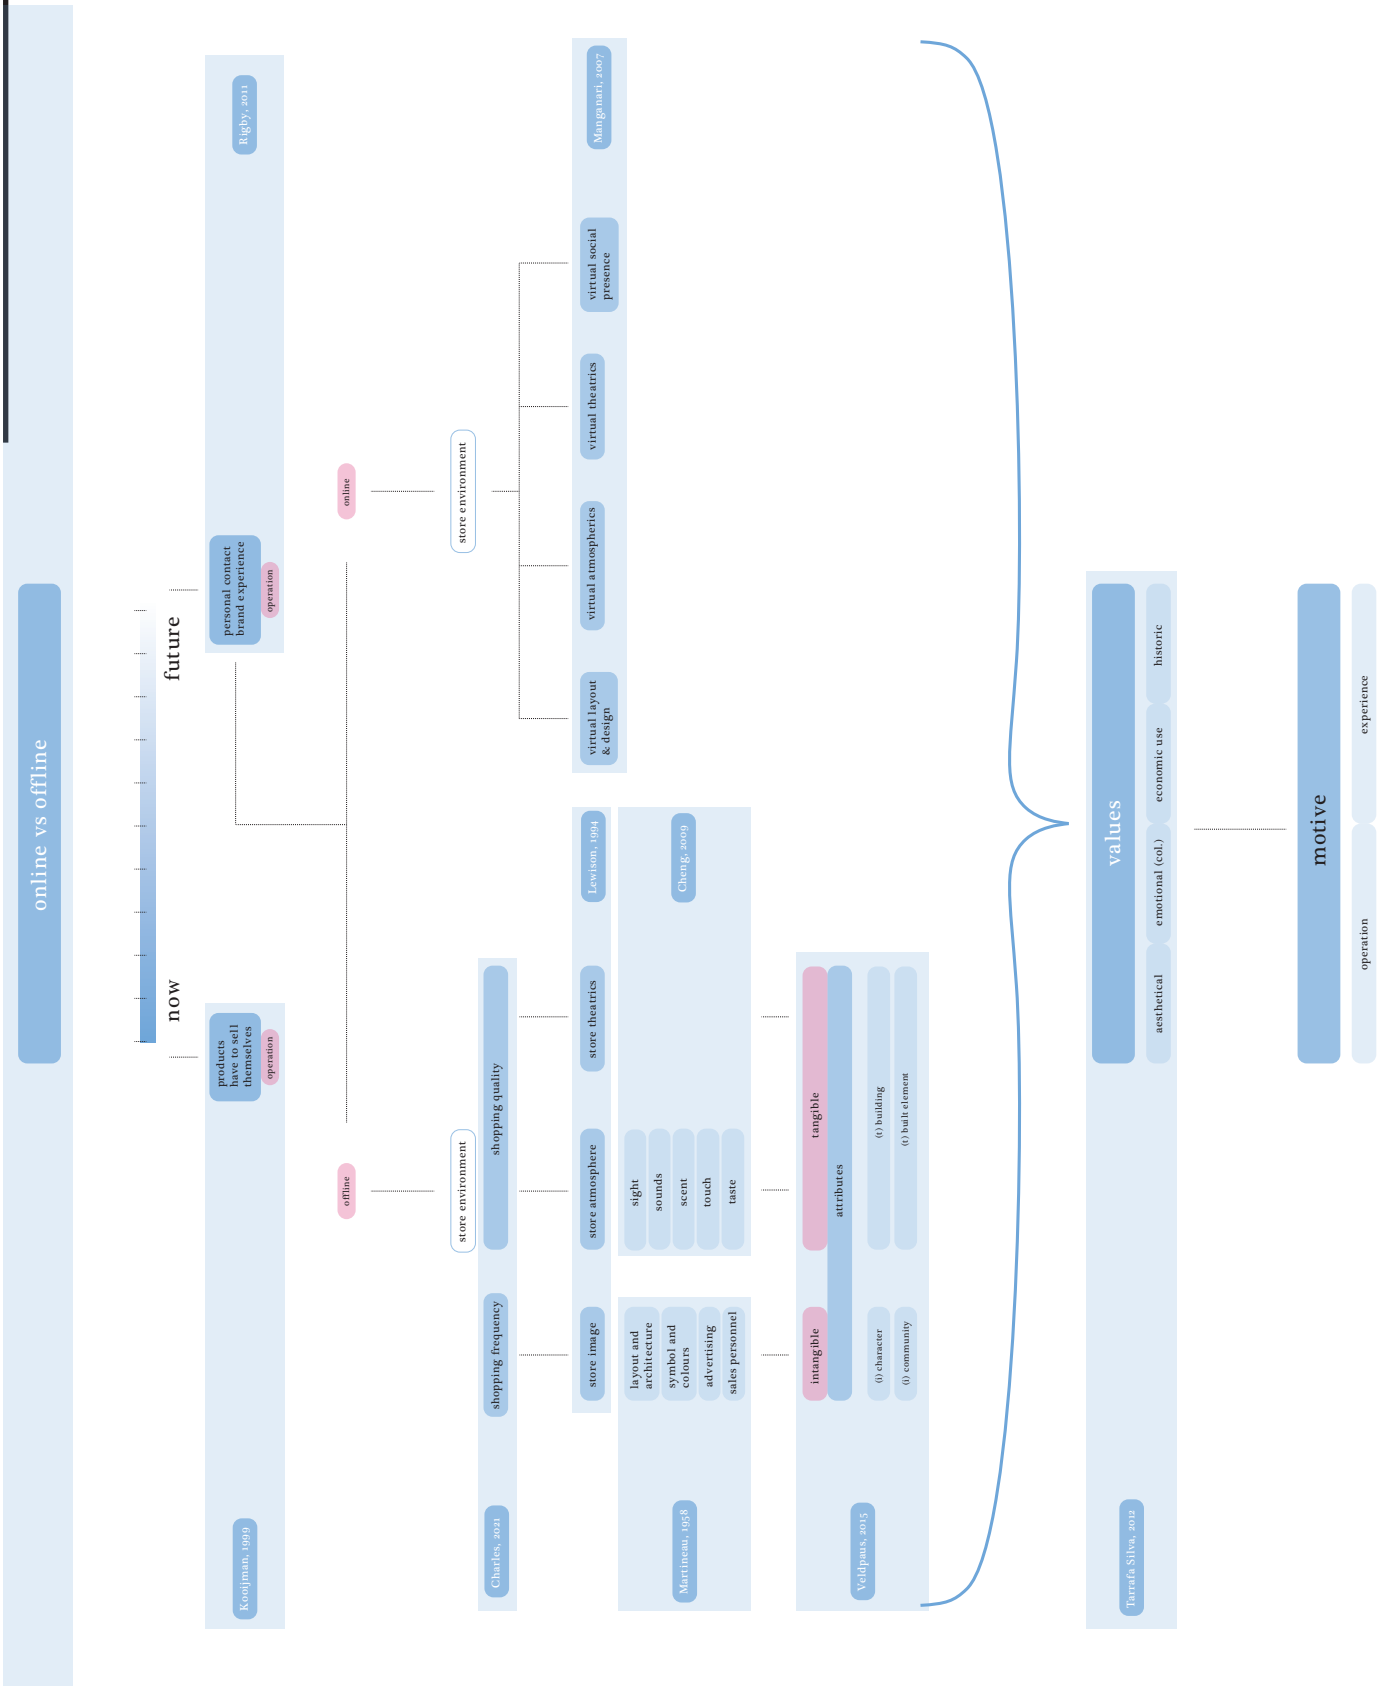 online vs offline
now
future
products
have to sell
themselves
operation
Kooijman, 1999
personal contact
brand experience
operation
Rigby, 2011
offline
online
store environment
store environment
Charles, 2021
shopping frequency
shopping quality
store image
store atmosphere
store theatrics
Lewison, 1994
virtual layout
& design
virtual atmospherics
virtual theatrics
virtual social
presence
Manganari, 2007
Martineau, 1958
layout and
architecture
symbol and
colours
advertising
sales personnel
sight
sounds
scent
touch
taste
Cheng, 2009
Veldpaus, 2015
intangible
tangible
attributes
(i) character
(t) building
(i) community
(t) built element
Tarrafa Silva, 2012
values
aesthetical
emotional (col.)
economic use
historic
motive
operation
experience